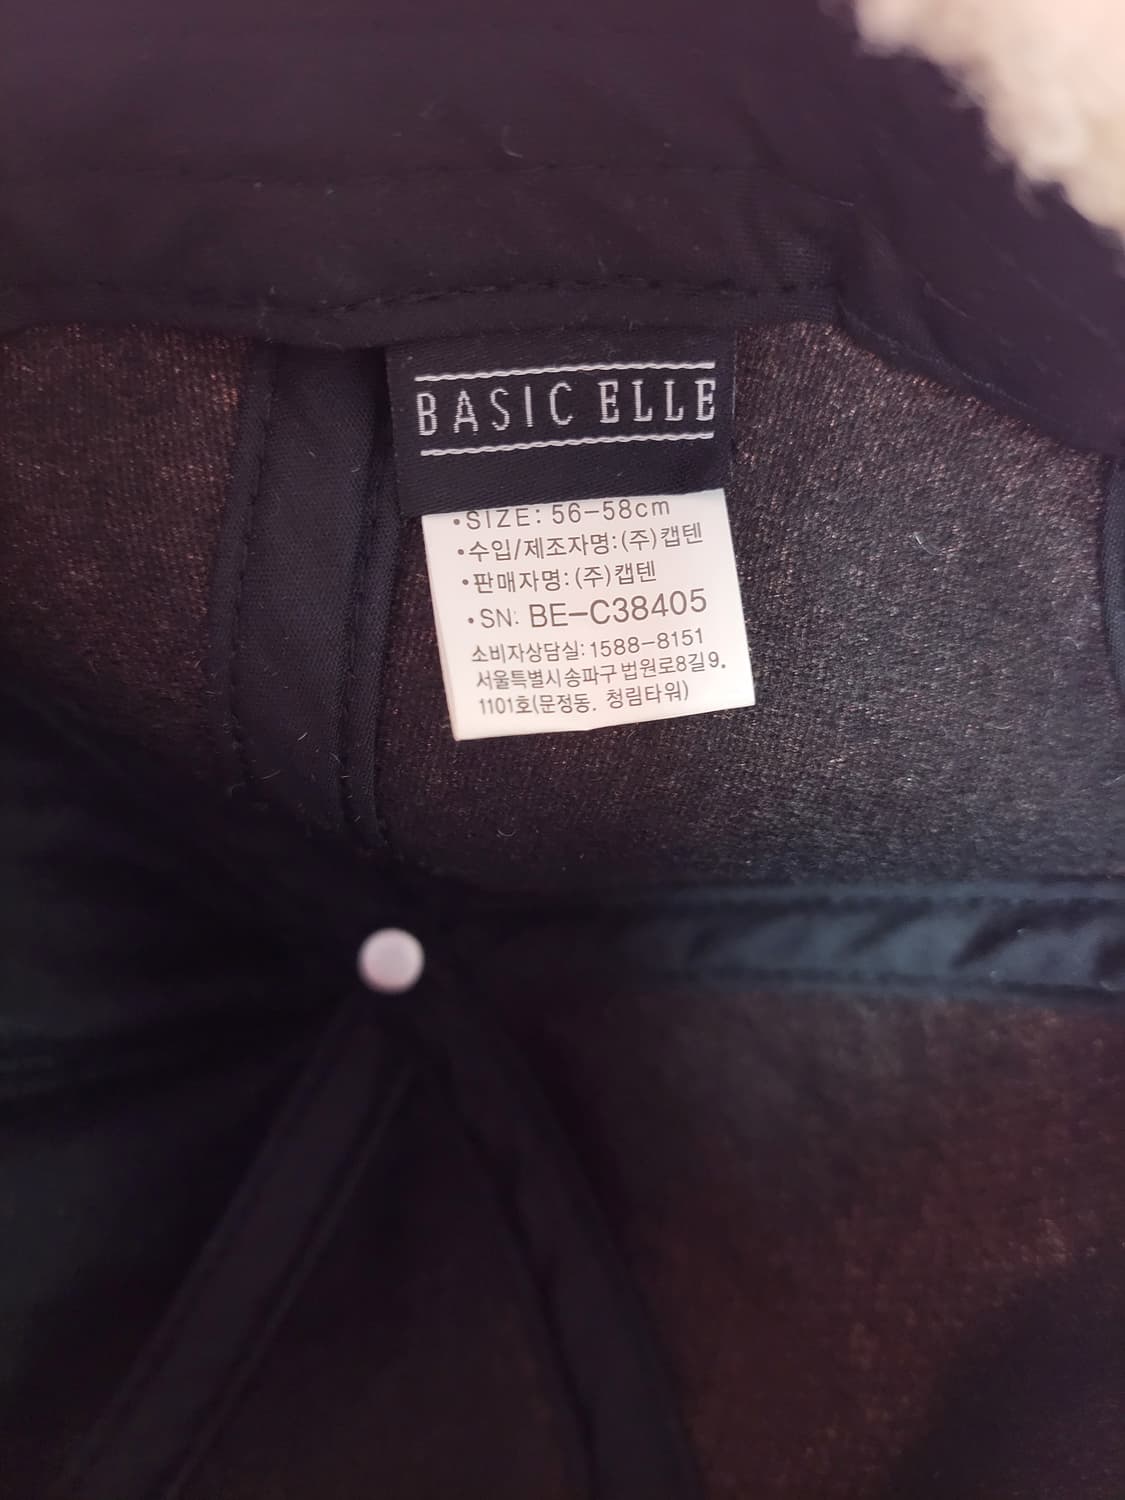 BASIC ELLE
•SIZE: 56-58cm
•수입/제조자명:(주)캡텐
•판매자명:(주)캡텐
•SN: BE-C38405
소비자상담실:1588-8151
서울특별시 송파구 법원로8길 9.
1101호(문정동. 청림타워)